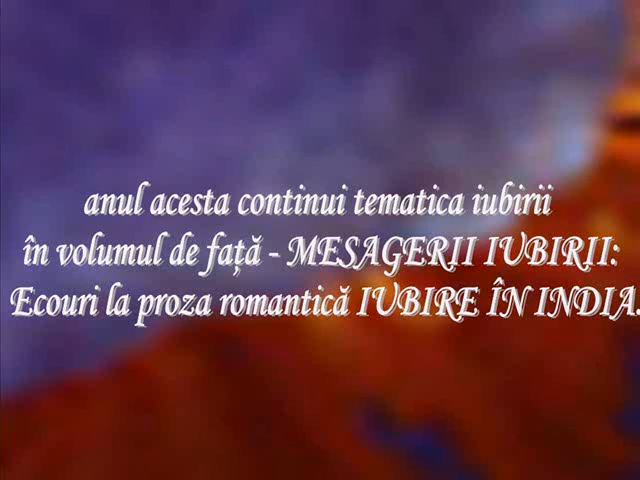 anul acesta continui tematica iubirii
în volumul de față - MESAGERII IUBIRII:
Ecouri la proza romantică IUBIRE ÎN INDIA.